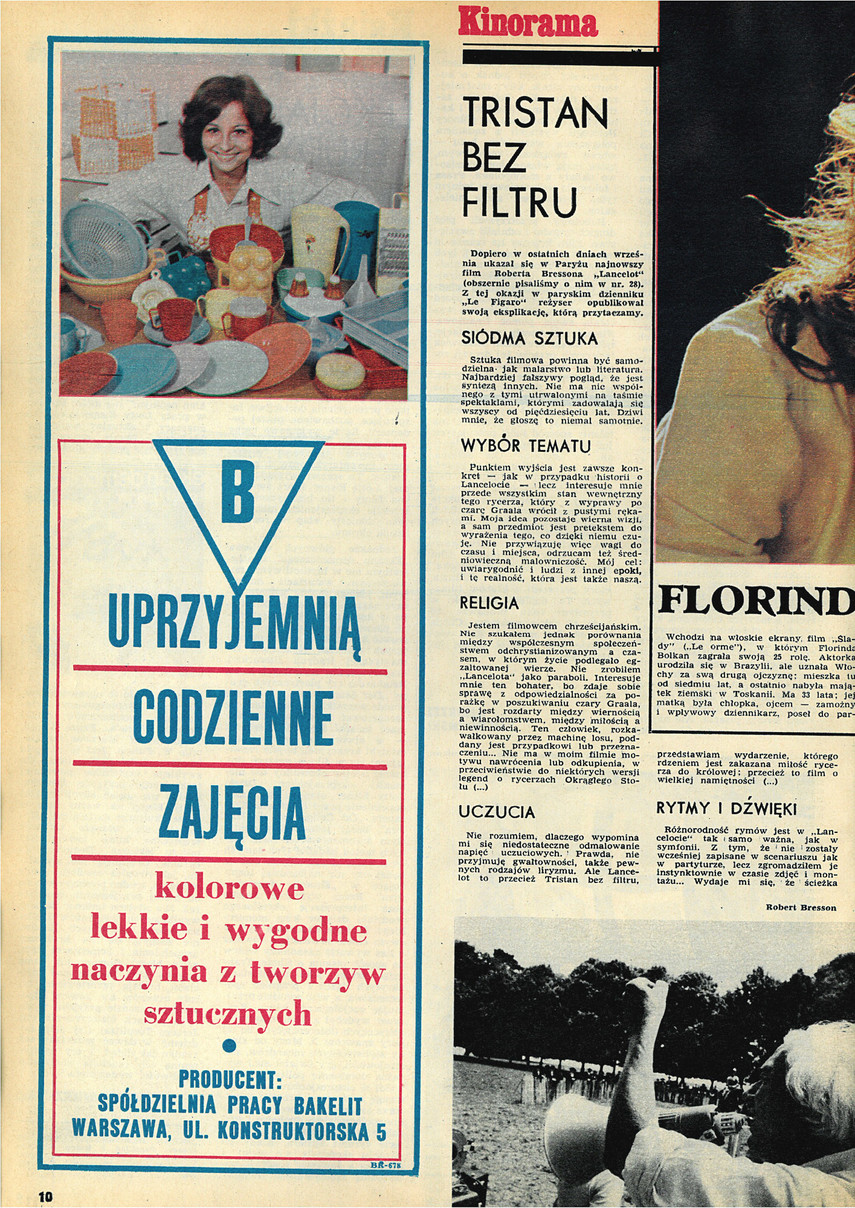 B
UPRZYJEMNIĄ
CODZIENNE
ZAJĘCIA
kolorowe
lekkie i wygodne
naczynia z tworzyw
sztucznych
PRODUCENT:
SPÓŁDZIELNIA PRACY BAKELIT
WARSZAWA, UL. KONSTRUKTORSKA 5
BK-678
10
Kinorama
TRISTAN
BEZ
FILTRU
Dopiero w ostatnich dniach wrześ-
nia ukazał się w Paryżu najnowszy
film Roberta Bressona „Lancelot"
(obszernie pisaliśmy o nim w nr. 28).
Z tej okazji w paryskim dzienniku
„Le Figaro" reżyser opublikował
swoją eksplikację, którą przytaczamy.
SIÓDMA SZTUKA
Sztuka filmowa powinna być samo-
dzielna jak malarstwo lub literatura.
Najbardziej fałszywy pogląd, że jest
syntezą innych. Nie ma nic wspól-
nego z tymi utrwalonymi na taśmie
spektaklami, którymi zadowalają się
wszyscy od pięćdziesięciu lat. Dziwi
mnie, że głoszę to niemal samotnie.
WYBÓR TEMATU
Punktem wyjścia jest zawsze kon-
kret — jak w przypadku historii o
Lancelocie — lecz interesuje mnie
przede wszystkim stan wewnętrzny
tego rycerza, który z wyprawy po
czarę Graala wrócił z pustymi ręka-
mi. Moja idea pozostaje wierna wizji,
a sam przedmiot jest pretekstem do
wyrażenia tego, co dzięki niemu czu-
ję. Nie przywiązuję więc wagi do
czasu i miejsca, odrzucam też śred-
niowieczną malowniczość. Mój cel:
uwiarygodnić i ludzi z innej epoki,
i tę realność, która jest także naszą.
RELIGIA
Jestem filmowcem chrześcijańskim.
Nie szukałem jednak porównania
między współczesnym społeczeń-
stwem odchrystianizowanym a cza-
sem, w którym życie podlegało eg-
zaltowanej wierze. Nie zrobiłem
„Lancelota" jako paraboli. Interesuje
mnie ten bohater, bo zdaje sobie
sprawę z odpowiedzialności za po-
rażkę w poszukiwaniu czary Graala,
bo jest rozdarty między wiernością
a wiarołomstwem, między miłością a
niewinnością. Ten człowiek, rozka-
wałkowany przez machinę losu, pod-
dany jest przypadkowi lub przezna-
czeniu... Nie ma w moim filmie mo-
tywu nawrócenia lub odkupienia, w
przeciwieństwie do niektórych wersji
legend o rycerzach Okrągłego Sto-
łu (...)
UCZUCIA
Nie rozumiem, dlaczego wypomina
mi się niedostateczne odmalowanie
napięć uczuciowych. Prawda, nie
przyjmuję gwałtowności, także pew-
nych rodzajów liryzmu. Ale Lance-
lot to przecież Tristan bez filtru,
FLORIND
Wchodzi na włoskie ekrany film „Śla-
dy" („Le orme"), w którym Florinda
Bolkan zagrała swoją 25 rolę. Aktorka
urodziła się w Brazylii, ale uznała Wło-
chy za swą drugą ojczyznę: mieszka tu
od siedmiu lat, a ostatnio nabyła mają-
tek ziemski w Toskanii. Ma 33 lata; jej
matką była chłopka, ojcem — zamożny
i wpływowy dziennikarz, poseł do par-
przedstawiam wydarzenie, którego
rdzeniem jest zakazana miłość ryce-
rza do królowej; przecież to film o
wielkiej namiętności (...)
RYTMY I DŹWIĘKI
Różnorodność rymów jest w „Lan-
celocie" tak samo ważna, jak w
symfonii. Z tym, że nie zostały
wcześniej zapisane w scenariuszu jak
w partyturze, lecz zgromadziłem je
instynktownie w czasie zdjęć i mon-
tażu... Wydaje mi się, że ścieżka
Robert Bresson